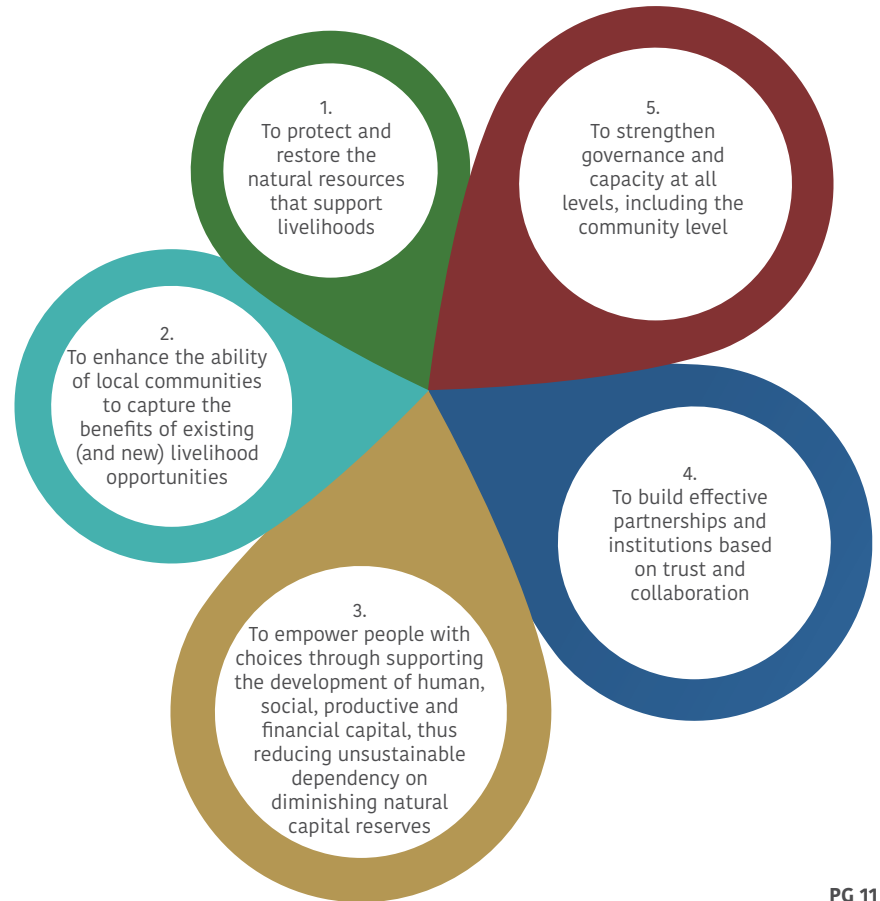 1.
To protect and
restore the
natural resources
that support
livelihoods
2.
To enhance the ability
of local communities
to capture the
benefits of existing
(and new) livelihood
opportunities
3.
To empower people with
choices through supporting
the development of human,
social, productive and
financial capital, thus
reducing unsustainable
dependency on
diminishing natural
capital reserves
4.
To build effective
partnerships and
institutions based
on trust and
collaboration
5.
To strengthen
governance and
capacity at all
levels, including the
community level
PG 11